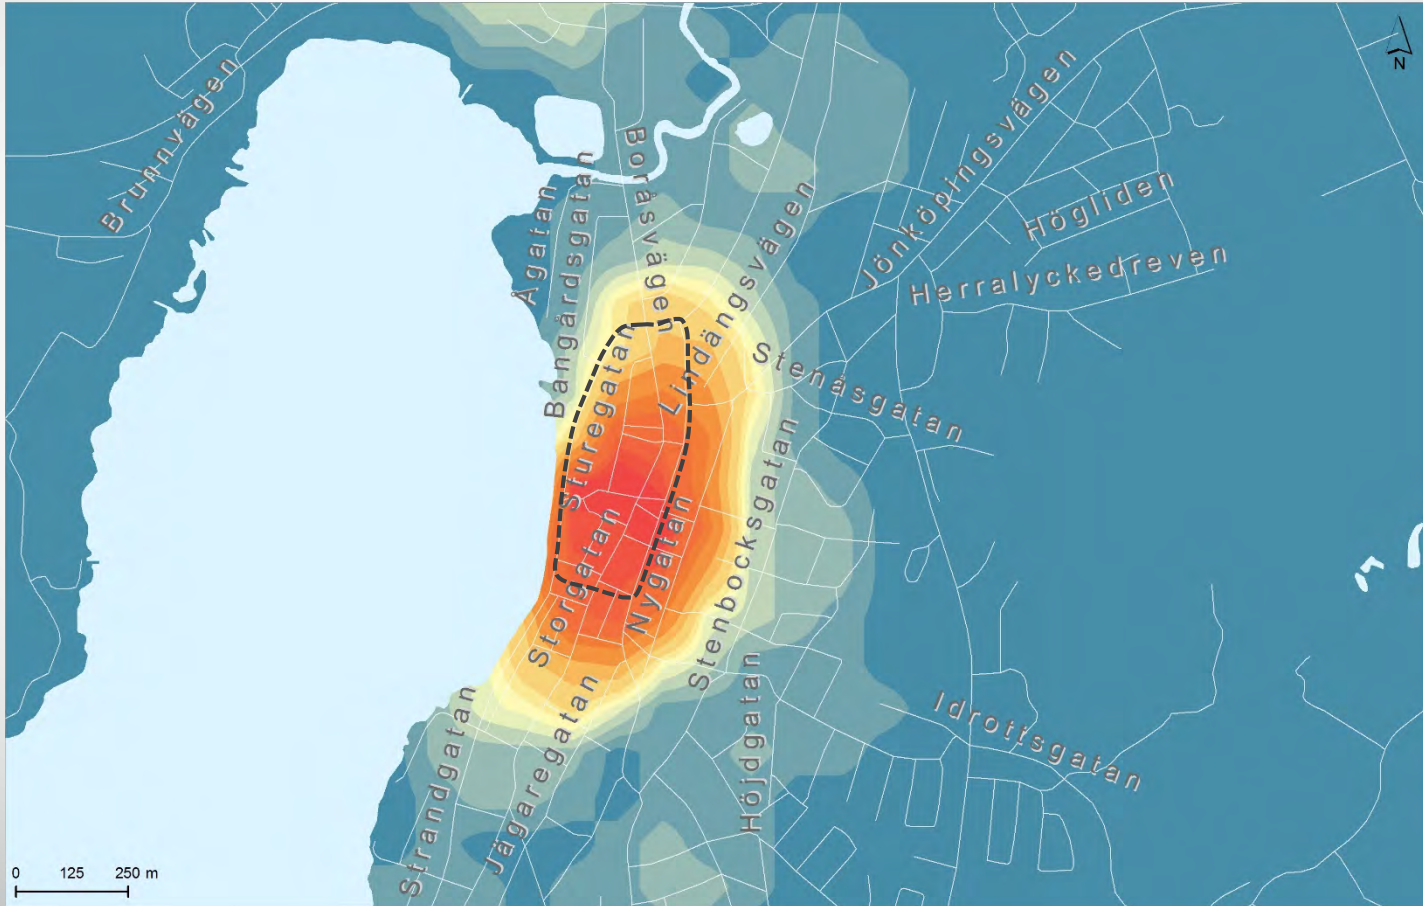 N
Brunnvägen
Ågatan
Bangårdsgatan
Boråsvägen
Lindängsvägen
Jönköpingsvägen
Högliden
Herralyckedreven
Sturegatan
Stenåsgatan
Storgatan
Nygatan
Stenbocksgatan
Strandgatan
Jägaregatan
Höjdgatan
Idrottsgatan
0 125 250 m